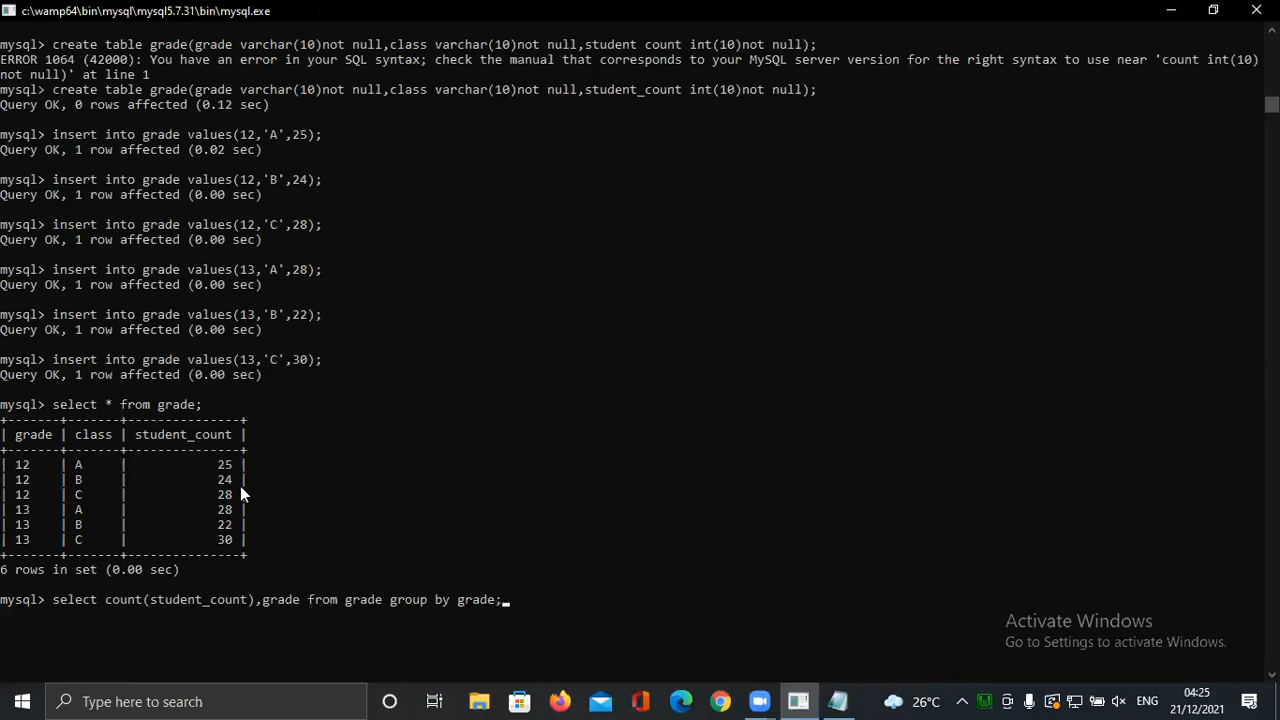 c:\wamp64\bin\mysql\mysql5.7.31\bin\mysql.exe
mysql> create table grade(grade varchar(10)not null,class varchar(10)not null,student count int(10)not null);
ERROR 1064 (42000): You have an error in your SQL syntax; check the manual that corresponds to your MySQL server version for the right syntax to use near 'count int(10)
not null)' at line 1
mysql> create table grade(grade varchar(10)not null,class varchar(10)not null,student_count int(10)not null);
Query OK, 0 rows affected (0.12 sec)
mysql> insert into grade values(12,'A',25);
Query OK, 1 row affected (0.02 sec)
mysql> insert into grade values(12,'B',24);
Query OK, 1 row affected (0.00 sec)
mysql> insert into grade values(12,'C',28);
Query OK, 1 row affected (0.00 sec)
mysql> insert into grade values(13,'A',28);
Query OK, 1 row affected (0.00 sec)
mysql> insert into grade values(13,'B',22);
Query OK, 1 row affected (0.00 sec)
mysql> insert into grade values(13,'C',30);
Query OK, 1 row affected (0.00 sec)
mysql> select * from grade;
+-------+-------+---------------+
| grade | class | student_count |
+-------+-------+---------------+
| 12 | A | 25 |
| 12 | B | 24 |
| 12 | C | 28 |
| 13 | A | 28 |
| 13 | B | 22 |
| 13 | C | 30 |
+-------+-------+---------------+
6 rows in set (0.00 sec)
mysql> select count(student_count),grade from grade group by grade;
Activate Windows
Go to Settings to activate Windows.
Type here to search
26°C
ENG
04:25
21/12/2021